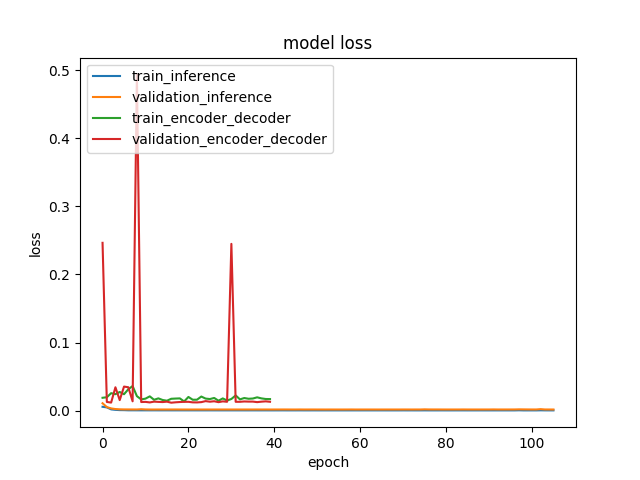 model loss
train_inference
validation_inference
train_encoder_decoder
validation_encoder_decoder
0.5
0.4
0.3
0.2
0.1
0.0
loss
0 20 40 60 80 100
epoch